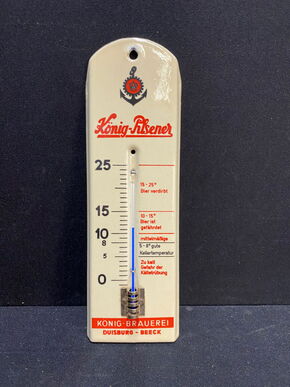 König-Pilsener
25
15 - 25°
Bier verdirbt
15
10 - 15°
Bier ist
gefährdet
10
mittelmäßige
8
5 - 8° gute
Kellertemperatur
5
Zu kalt
Gefahr der
Kältetrübung
0
KÖNIG-BRAUEREI
DUISBURG - BEECK